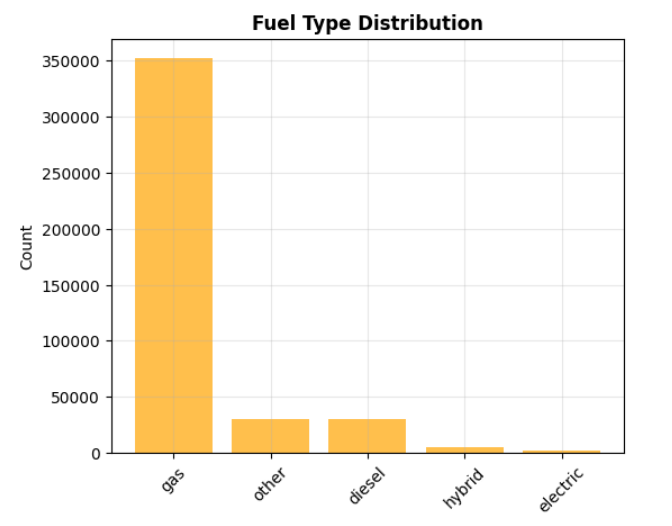 Fuel Type Distribution
350000
300000
250000
200000
150000
100000
50000
0
Count
gas
other
diesel
hybrid
electric